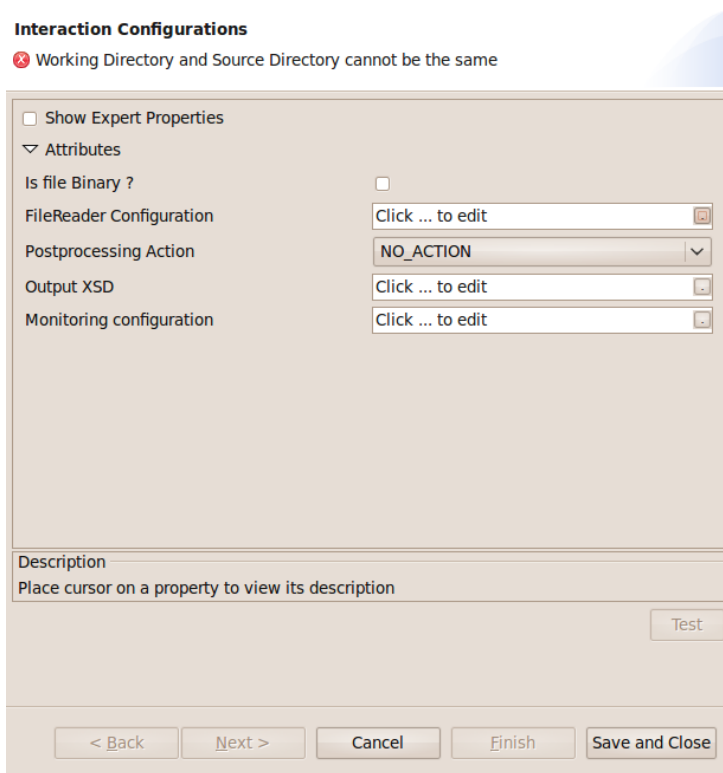 Interaction Configurations
Working Directory and Source Directory cannot be the same
Show Expert Properties
Attributes
Is file Binary ?
FileReader Configuration Click ... to edit
Postprocessing Action NO_ACTION
Output XSD Click ... to edit
Monitoring configuration Click ... to edit
Description
Place cursor on a property to view its description
Test
< Back Next > Cancel Finish Save and Close